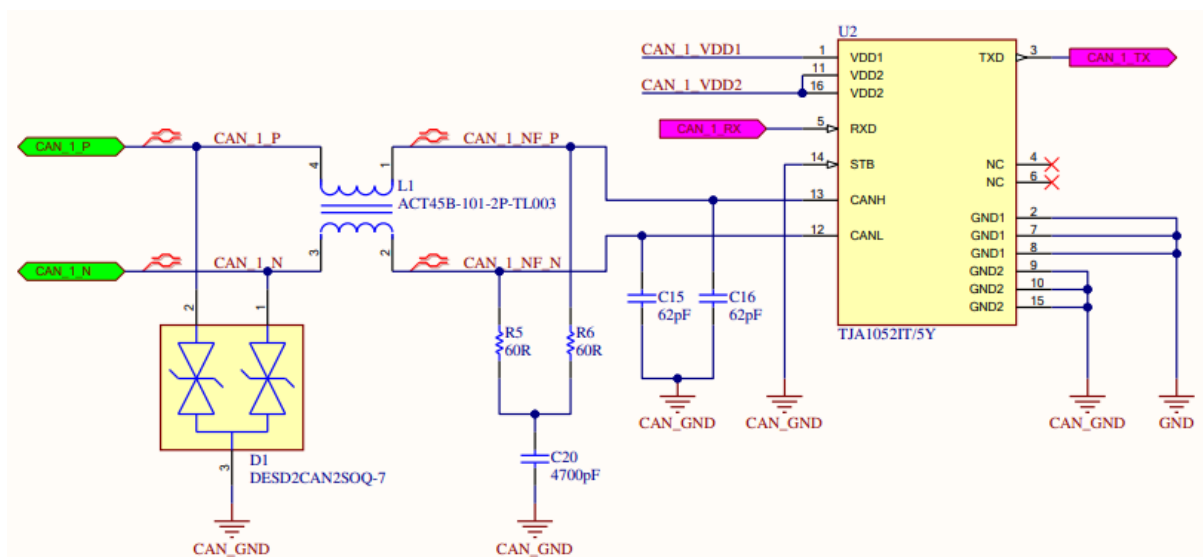 U2
CAN_1_VDD1
1
VDD1
TXD
3
CAN_1_TX
11
VDD2
CAN_1_VDD2
16
VDD2
CAN_1_RX
5
RXD
CAN_1_P
CAN_1_P
CAN_1_NF_P
14
STB
NC
4
4
1
NC
6
L1
ACT45B-101-2P-TL003
13
CANH
GND1
2
12
CANL
GND1
7
3
2
GND1
8
CAN_1_N
CAN_1_N
CAN_1_NF_N
GND2
9
GND2
10
GND2
15
2
1
C15
62pF
C16
62pF
R5
60R
R6
60R
TJA1052IT/5Y
CAN_GND
CAN_GND
CAN_GND
GND
3
D1
DESD2CAN2SOQ-7
C20
4700pF
CAN_GND
CAN_GND